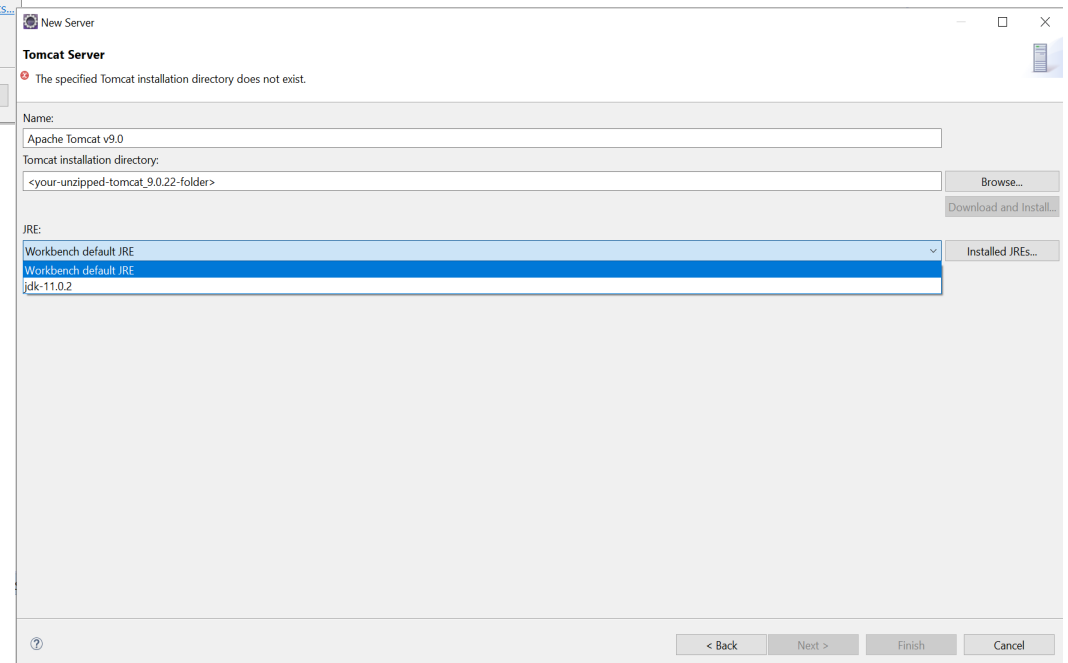 New Server
Tomcat Server
The specified Tomcat installation directory does not exist.
Name:
Apache Tomcat v9.0
Tomcat installation directory:
<your-unzipped-tomcat_9.0.22-folder>
Browse...
Download and Install...
JRE:
Workbench default JRE
Installed JREs...
Workbench default JRE
jdk-11.0.2
< Back
Next >
Finish
Cancel